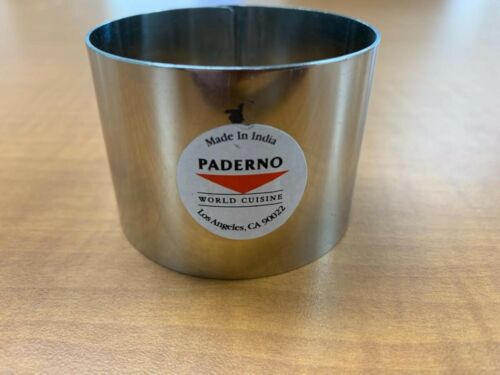 Made In India
PADERNO
WORLD CUISINE
Los Angeles, CA 90022